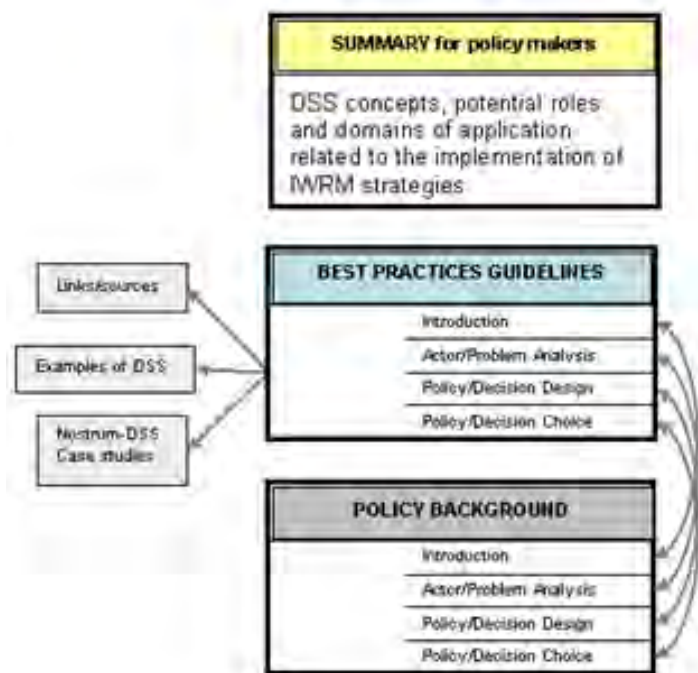 SUMMARY for policy makers
DSS concepts, potential roles
and domains of application
related to the implementation of
IWRM strategies
BEST PRACTICES GUIDELINES
Introduction
Actor/Problem Analysis
Policy/Decision Design
Policy/Decision Choice
Links/sources
Examples of DSS
Nostrum-DSS
Case studies
POLICY BACKGROUND
Introduction
Actor/Problem Analysis
Policy/Decision Design
Policy/Decision Choice